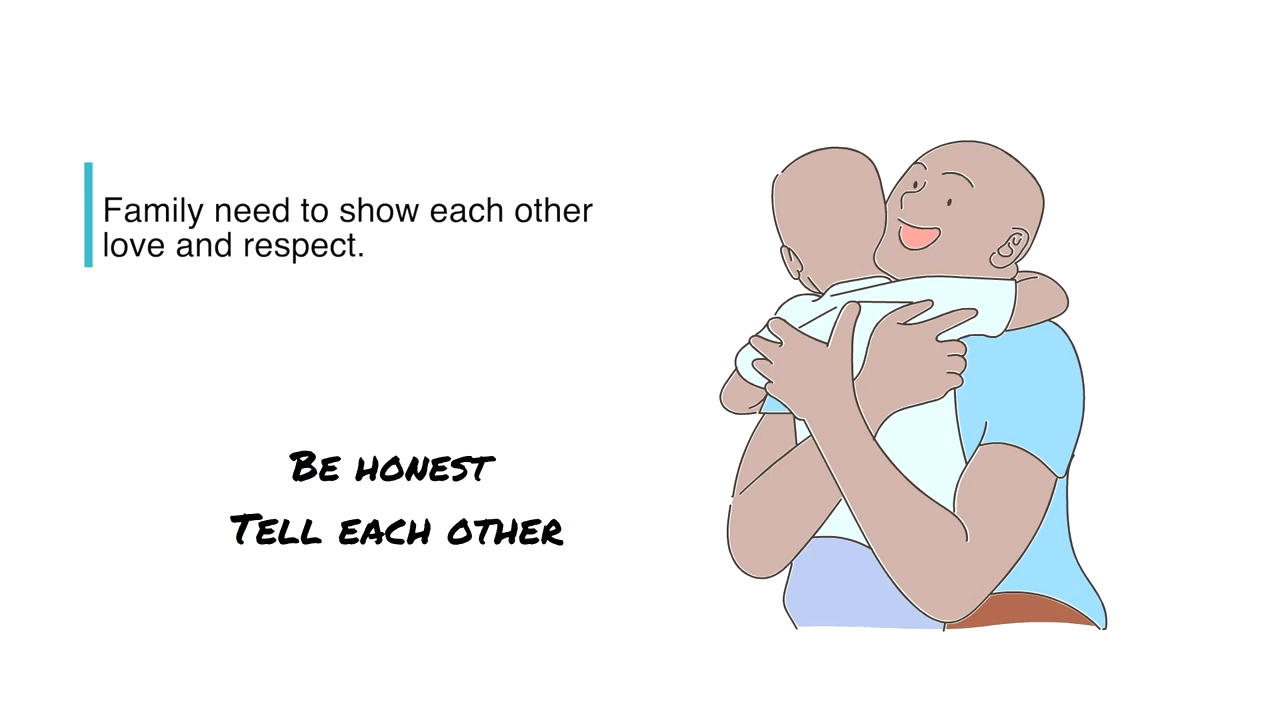 Family need to show each other
love and respect.
Be honest
Tell each other